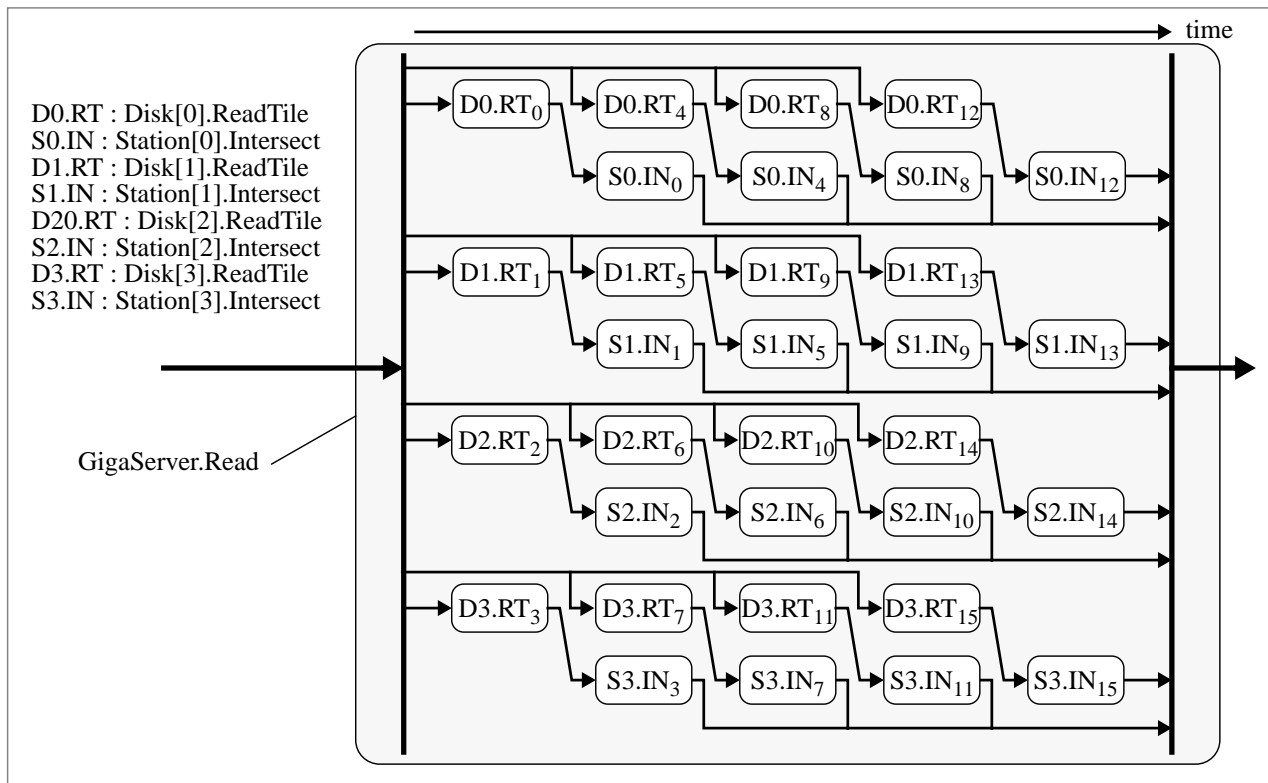 time
D0.RT : Disk[0].ReadTile
S0.IN : Station[0].Intersect
D1.RT : Disk[1].ReadTile
S1.IN : Station[1].Intersect
D20.RT : Disk[2].ReadTile
S2.IN : Station[2].Intersect
D3.RT : Disk[3].ReadTile
S3.IN : Station[3].Intersect
GigaServer.Read
D0.RT0 D0.RT4 D0.RT8 D0.RT12
S0.IN0 S0.IN4 S0.IN8 S0.IN12
D1.RT1 D1.RT5 D1.RT9 D1.RT13
S1.IN1 S1.IN5 S1.IN9 S1.IN13
D2.RT2 D2.RT6 D2.RT10 D2.RT14
S2.IN2 S2.IN6 S2.IN10 S2.IN14
D3.RT3 D3.RT7 D3.RT11 D3.RT15
S3.IN3 S3.IN7 S3.IN11 S3.IN15